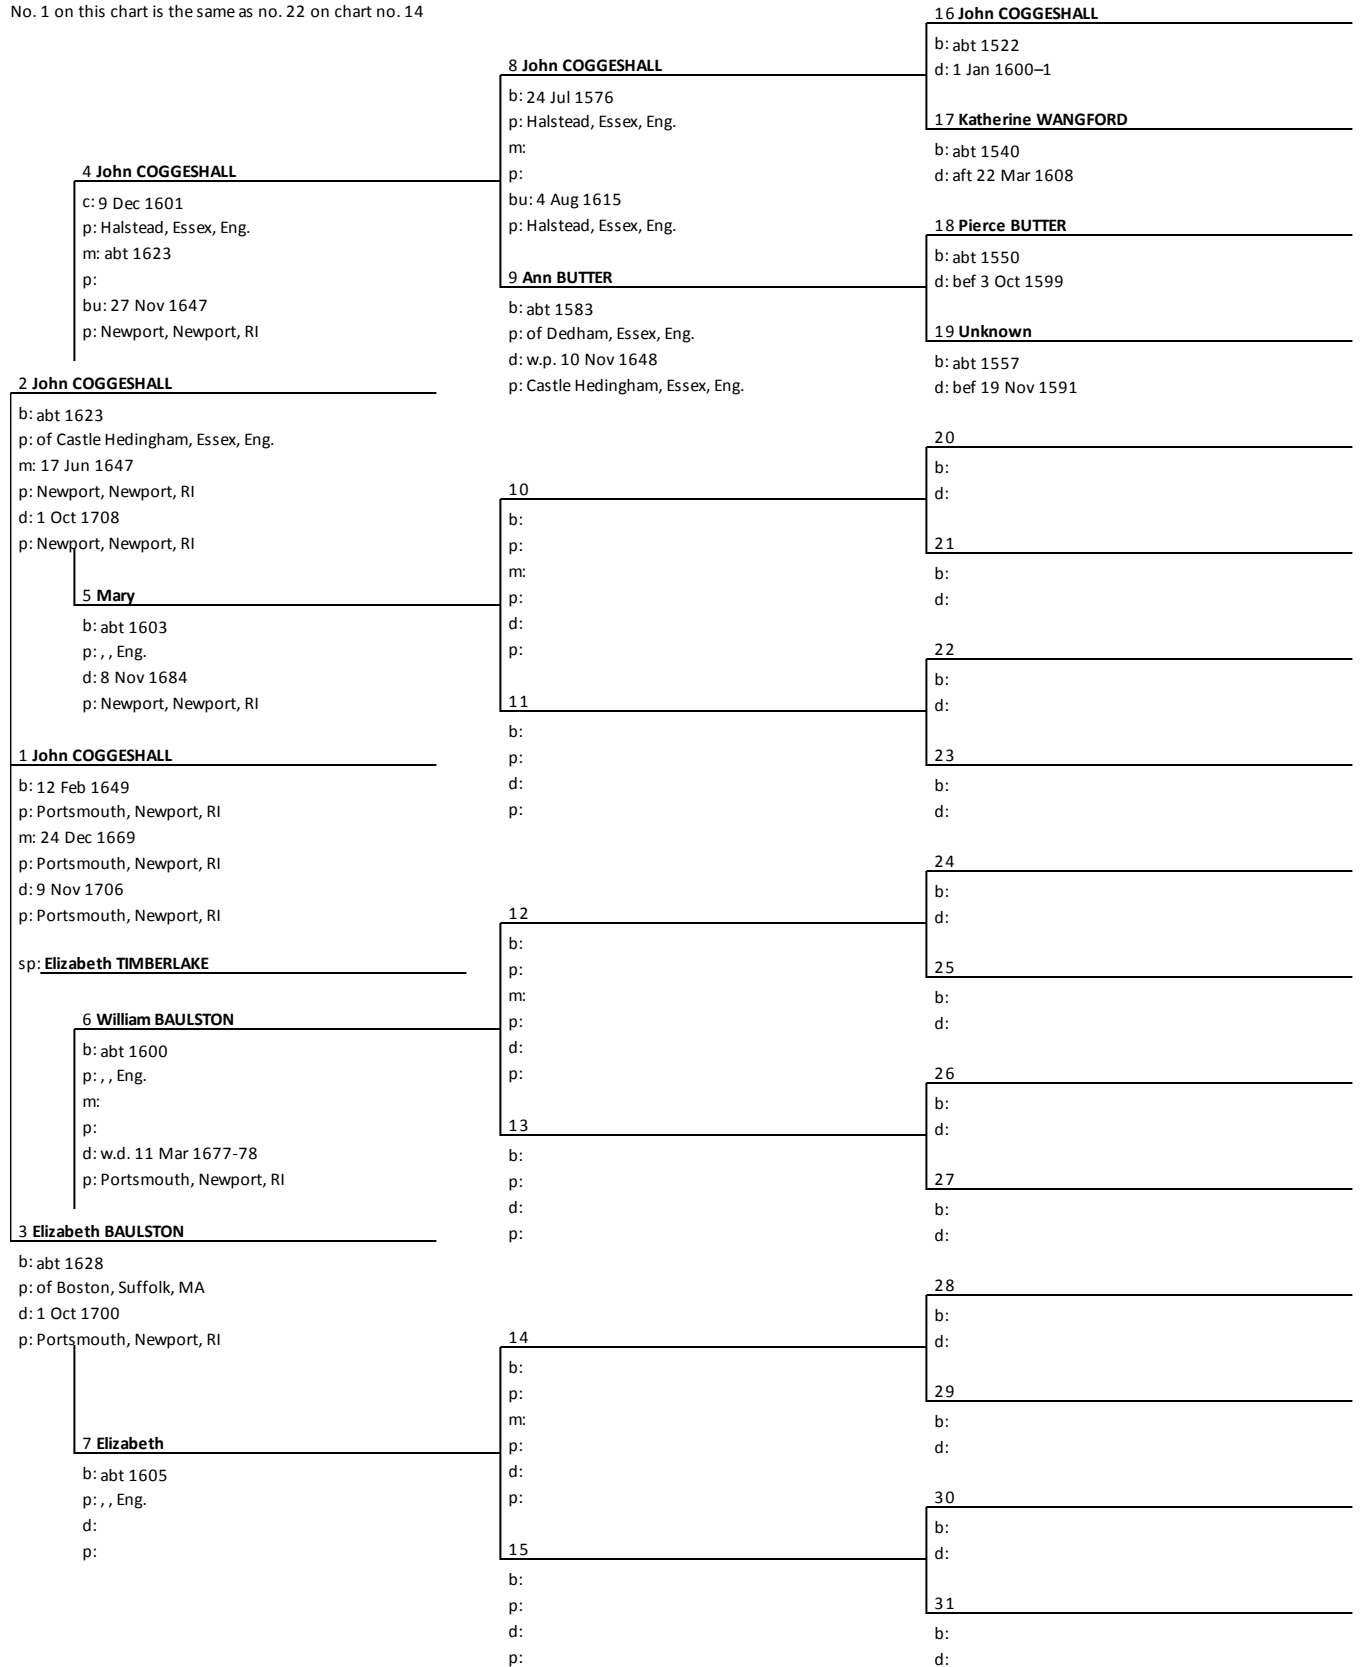 No. 1 on this chart is the same as no. 22 on chart no. 14
16 John COGGESHALL
b: abt 1522
d: 1 Jan 1600–1
8 John COGGESHALL
b: 24 Jul 1576
p: Halstead, Essex, Eng.
m:
p:
bu: 4 Aug 1615
p: Halstead, Essex, Eng.
17 Katherine WANGFORD
b: abt 1540
d: aft 22 Mar 1608
4 John COGGESHALL
c: 9 Dec 1601
p: Halstead, Essex, Eng.
m: abt 1623
p:
bu: 27 Nov 1647
p: Newport, Newport, RI
18 Pierce BUTTER
b: abt 1550
d: bef 3 Oct 1599
9 Ann BUTTER
b: abt 1583
p: of Dedham, Essex, Eng.
d: w.p. 10 Nov 1648
p: Castle Hedingham, Essex, Eng.
19 Unknown
b: abt 1557
d: bef 19 Nov 1591
2 John COGGESHALL
b: abt 1623
p: of Castle Hedingham, Essex, Eng.
m: 17 Jun 1647
p: Newport, Newport, RI
d: 1 Oct 1708
p: Newport, Newport, RI
20
b:
d:
10
b:
p:
m:
p:
d:
p:
21
b:
d:
5 Mary
b: abt 1603
p: , , Eng.
d: 8 Nov 1684
p: Newport, Newport, RI
22
b:
d:
11
b:
p:
d:
p:
23
b:
d:
1 John COGGESHALL
b: 12 Feb 1649
p: Portsmouth, Newport, RI
m: 24 Dec 1669
p: Portsmouth, Newport, RI
d: 9 Nov 1706
p: Portsmouth, Newport, RI
sp: Elizabeth TIMBERLAKE
24
b:
d:
12
b:
p:
m:
p:
d:
p:
25
b:
d:
6 William BAULSTON
b: abt 1600
p: , , Eng.
m:
p:
d: w.d. 11 Mar 1677-78
p: Portsmouth, Newport, RI
26
b:
d:
13
b:
p:
d:
p:
27
b:
d:
3 Elizabeth BAULSTON
b: abt 1628
p: of Boston, Suffolk, MA
d: 1 Oct 1700
p: Portsmouth, Newport, RI
28
b:
d:
14
b:
p:
m:
p:
d:
p:
29
b:
d:
7 Elizabeth
b: abt 1605
p: , , Eng.
d:
p:
30
b:
d:
15
b:
p:
d:
p:
31
b:
d: